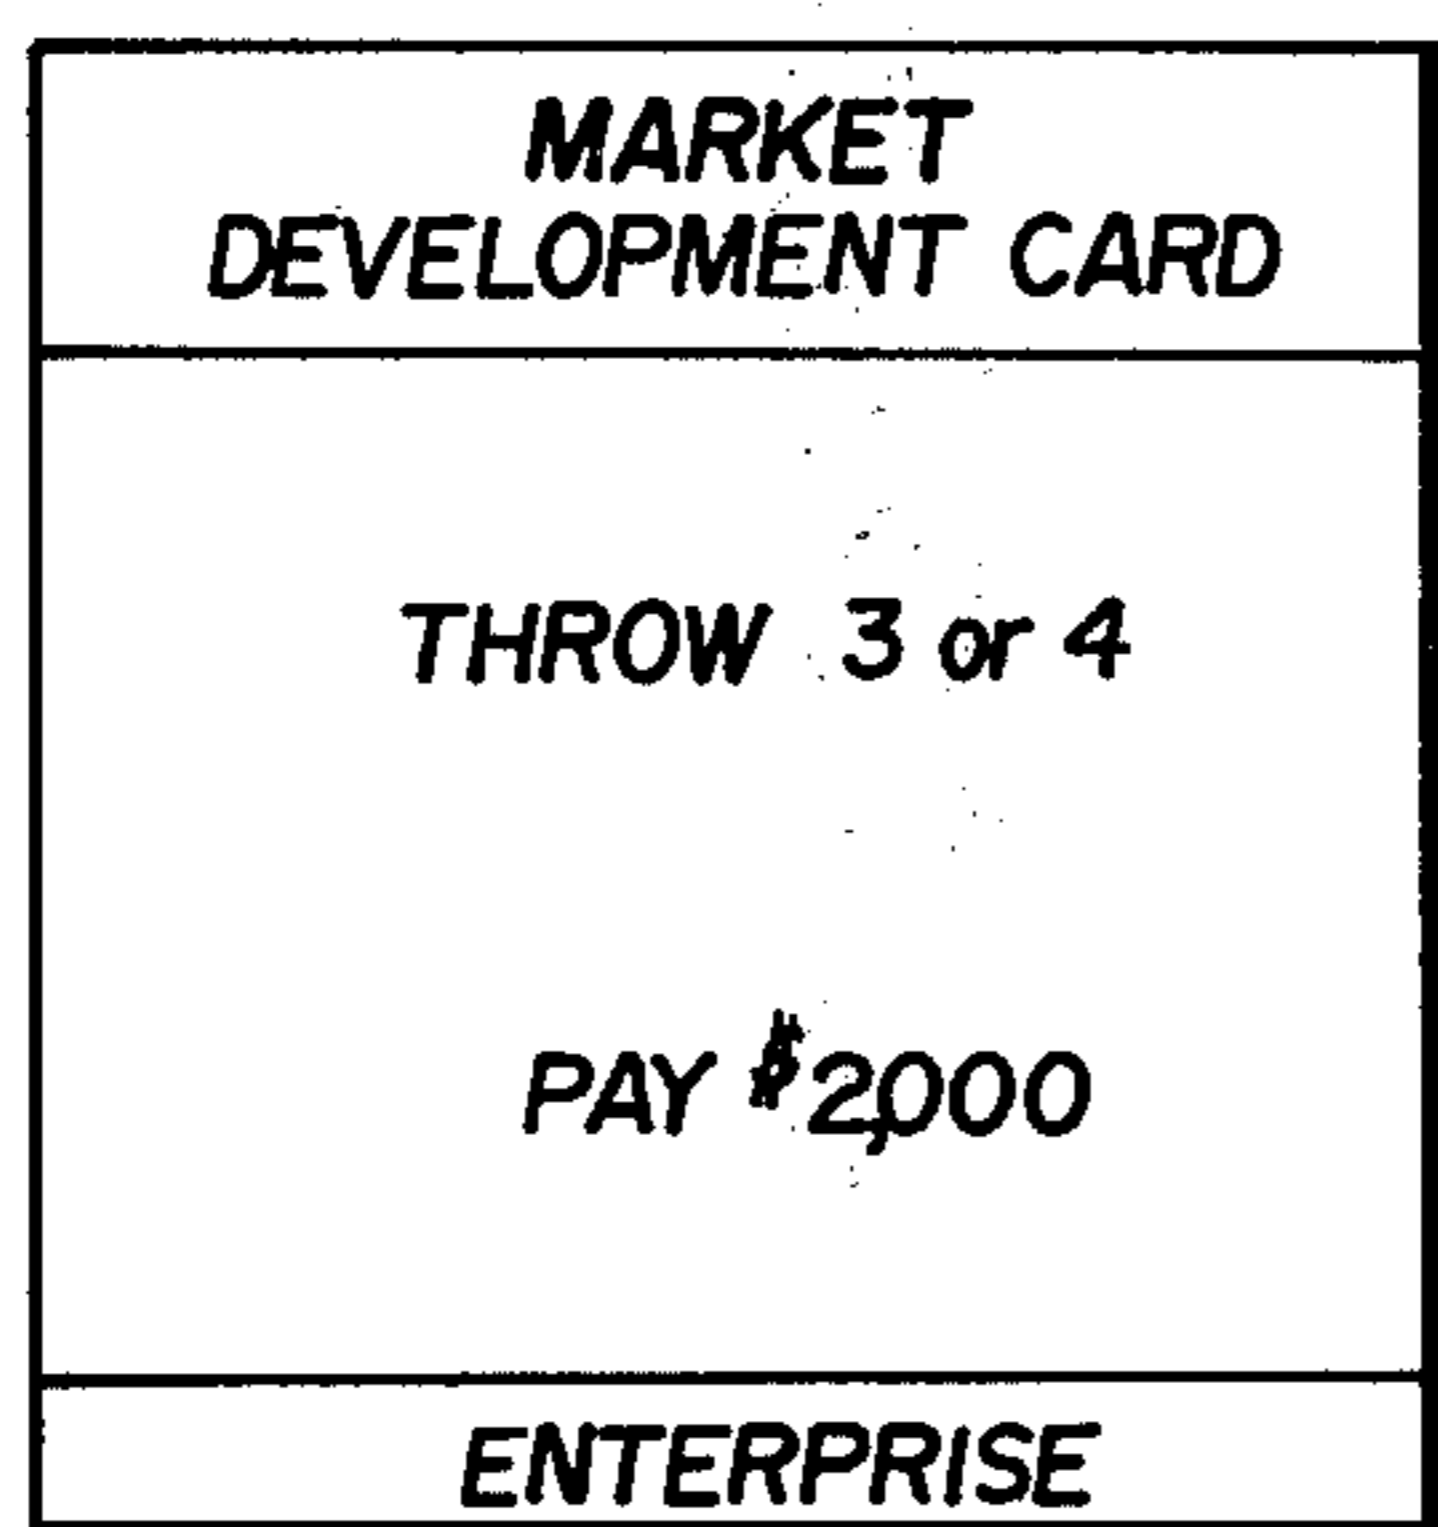 MARKET
DEVELOPMENT CARD
THROW 3 or 4
PAY $2,000
ENTERPRISE